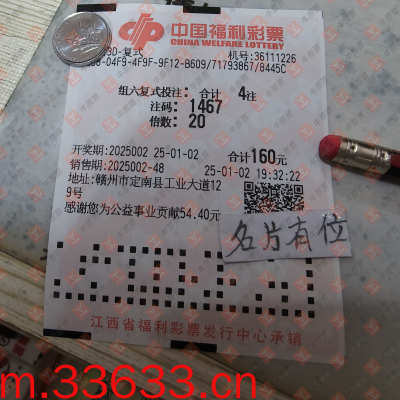 中国福利彩票
CHINA WELFARE LOTTERY
3D-复式
机号:36111226
04F9-4F9F-9F12-B609/71793867/8445C
组六复式投注: 合计 4注
注码: 1467
倍数: 20
开奖期:2025002 25-01-02 合计160元
销售期:2025002-48 25-01-02 19:32:22
地址:赣州市定南县工业大道12
9号
感谢您为公益事业贡献54.40元
名片有位
江西省福利彩票发行中心承销
m.33633.cn